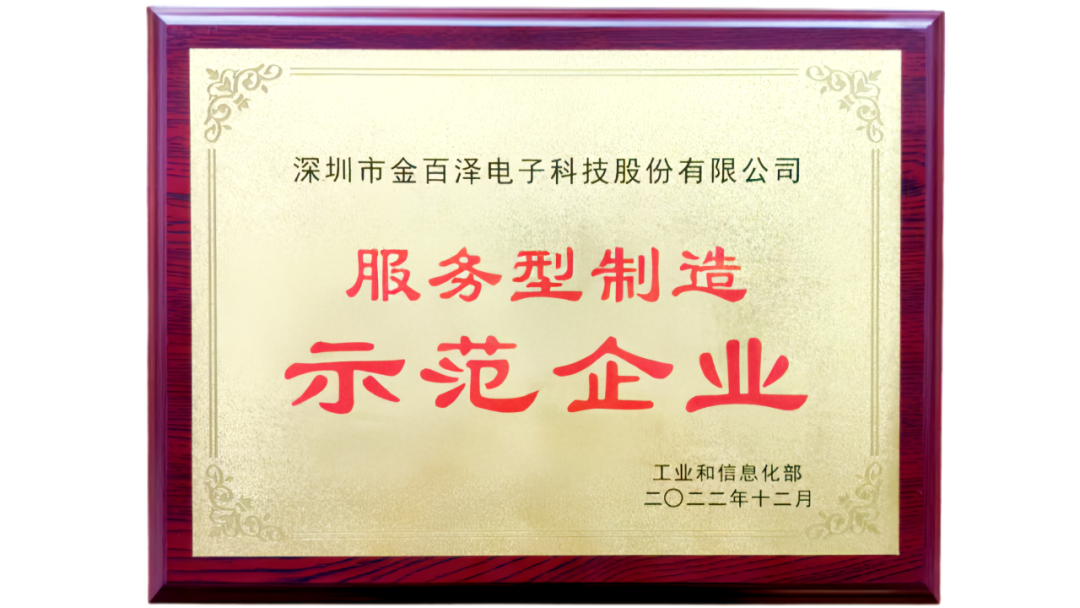 深圳市金百泽电子科技股份有限公司
服务型制造
示范企业
工业和信息化部
二〇二二年十二月